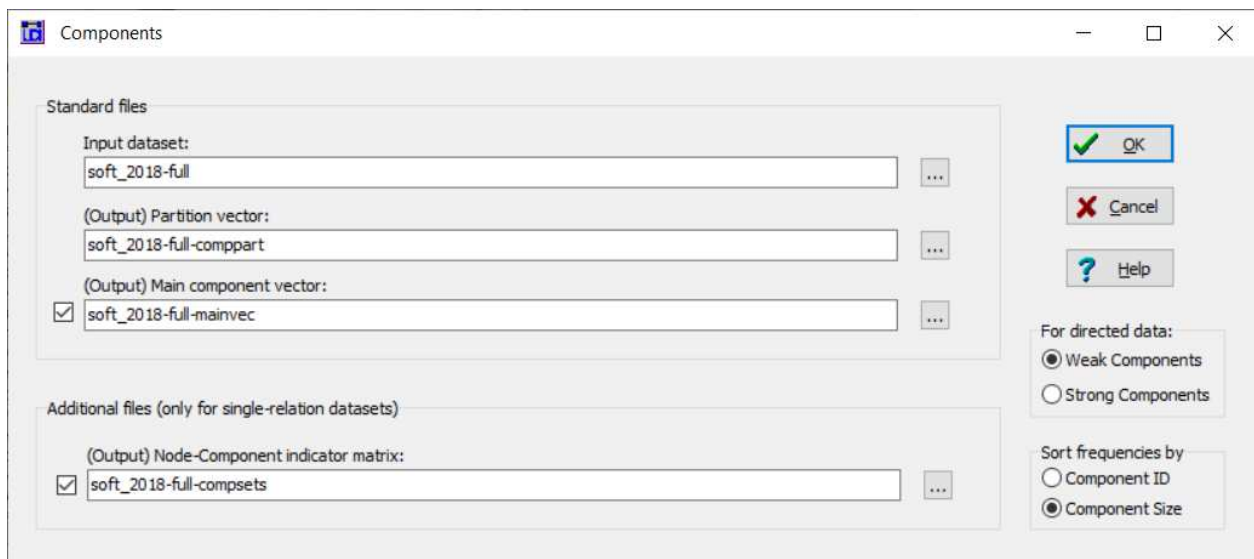 Components
Standard files
Input dataset:
soft_2018-full
...
(Output) Partition vector:
soft_2018-full-comppart
...
(Output) Main component vector:
soft_2018-full-mainvec
...
Additional files (only for single-relation datasets)
(Output) Node-Component indicator matrix:
soft_2018-full-compsets
...
OK
Cancel
? Help
For directed data:
Weak Components
Strong Components
Sort frequencies by
Component ID
Component Size